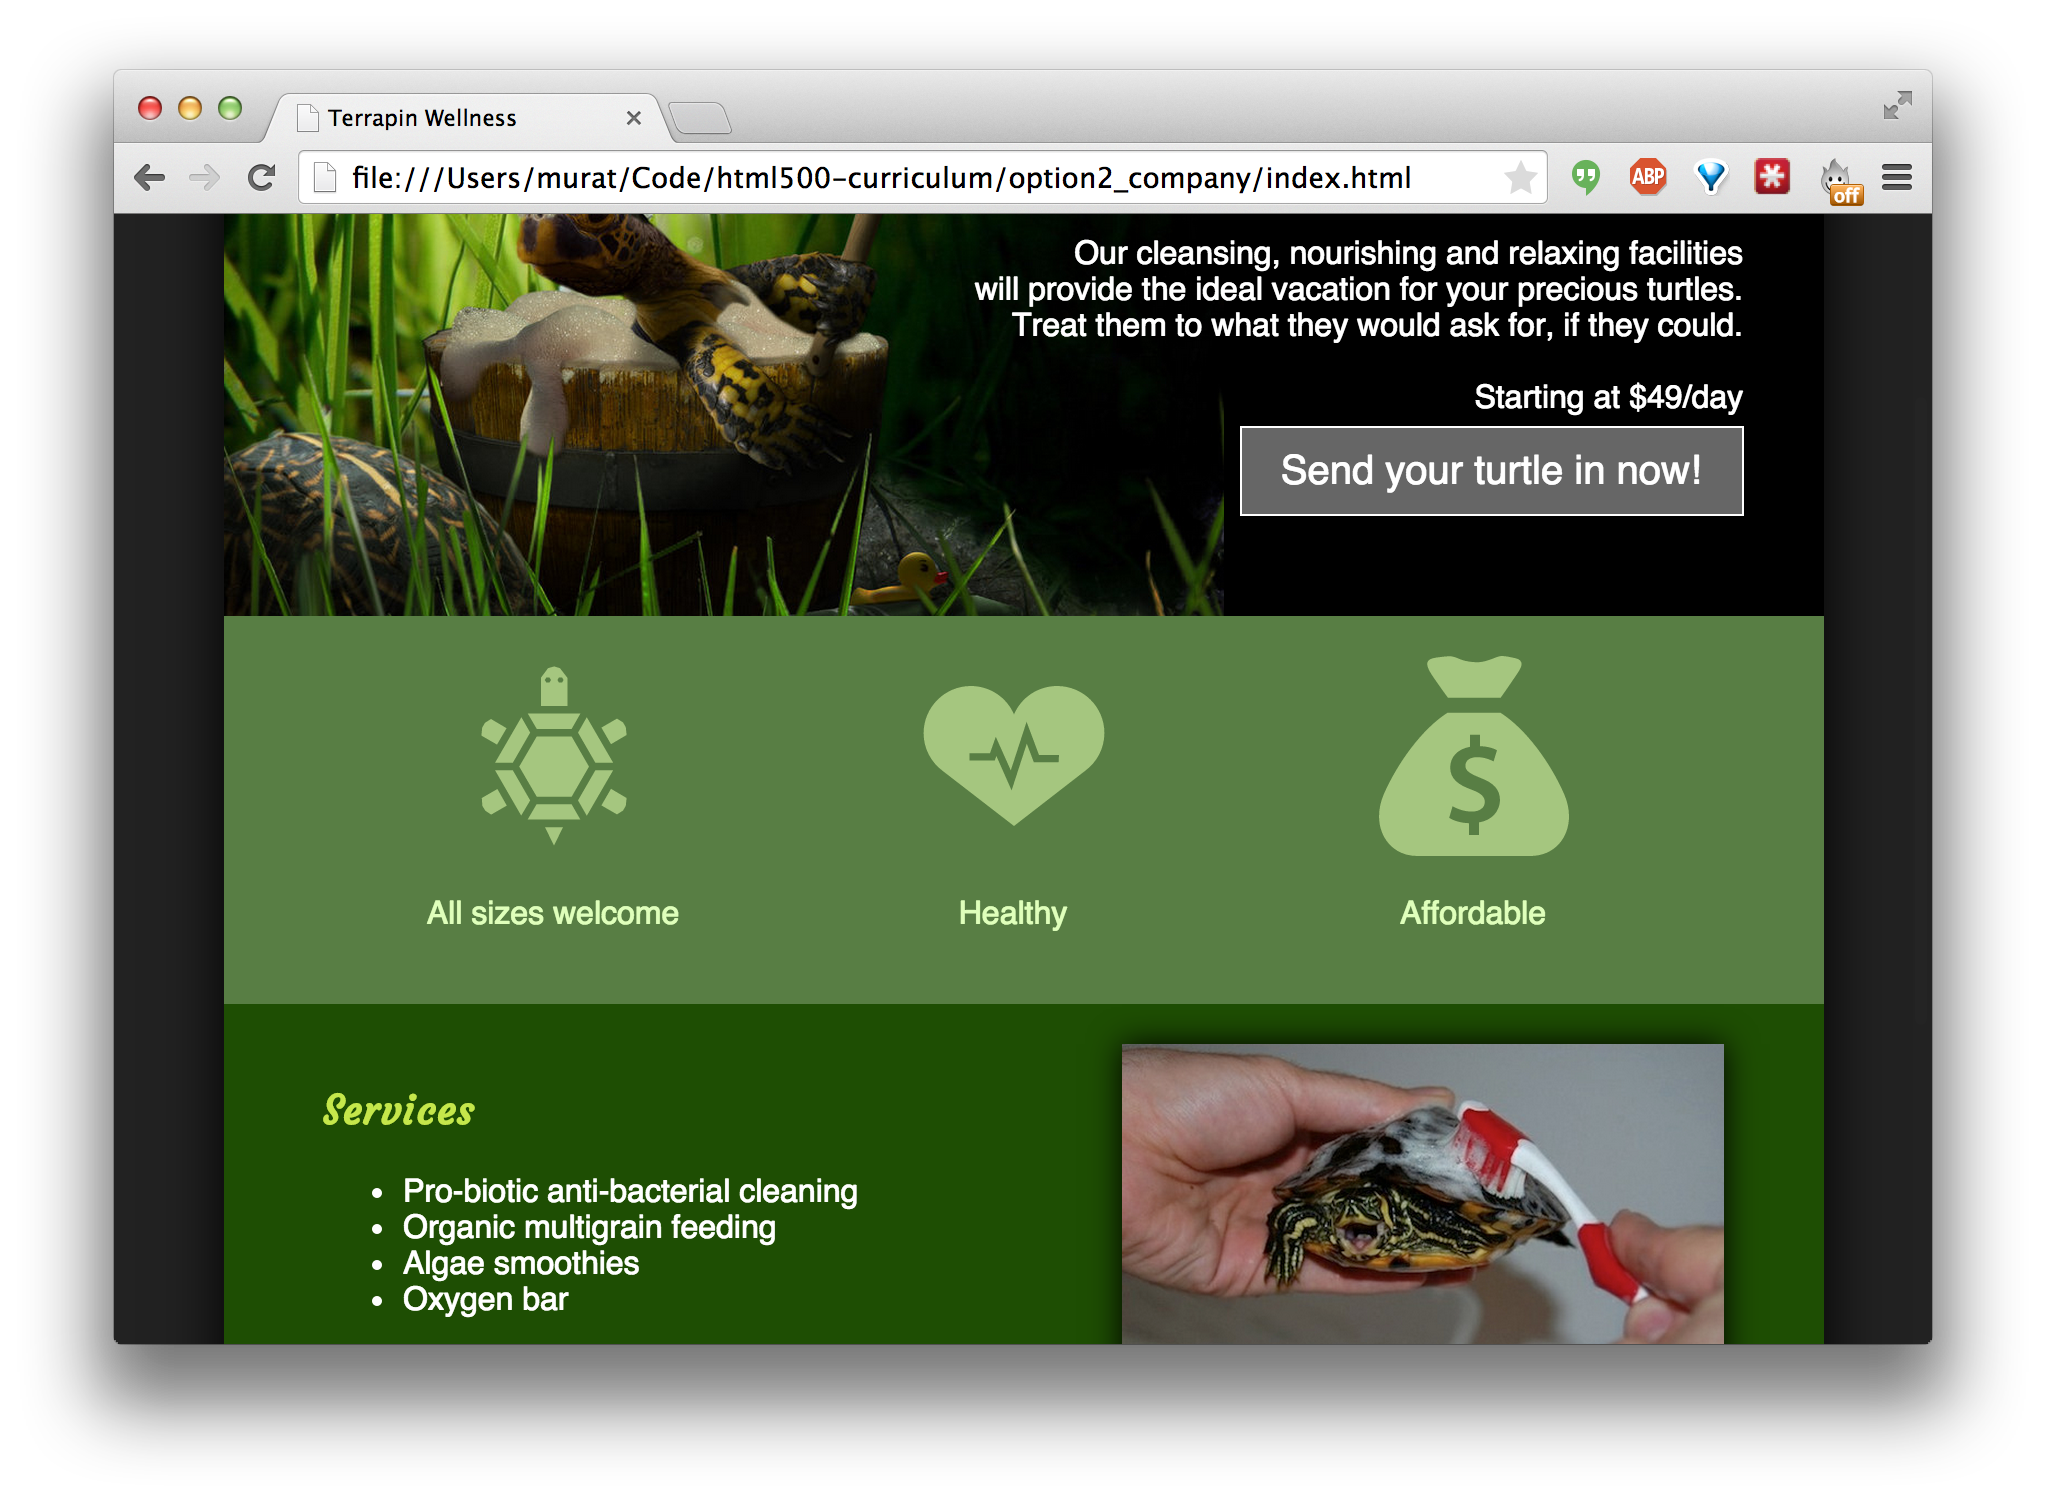 Terrapin Wellness
file:///Users/murat/Code/html500-curriculum/option2_company/index.html
ABP
off
Our cleansing, nourishing and relaxing facilities
will provide the ideal vacation for your precious turtles.
Treat them to what they would ask for, if they could.
Starting at $49/day
Send your turtle in now!
$
All sizes welcome
Healthy
Affordable
Services
• Pro-biotic anti-bacterial cleaning
• Organic multigrain feeding
• Algae smoothies
• Oxygen bar